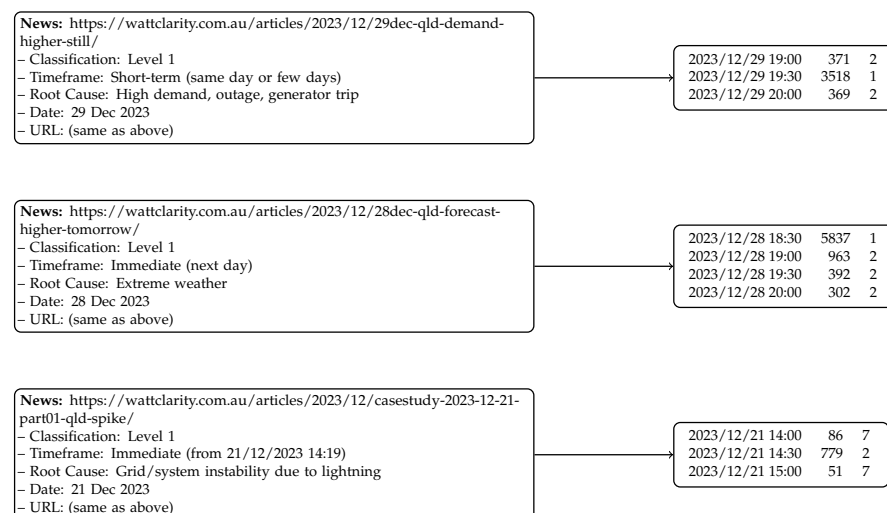 News: https://wattclarity.com.au/articles/2023/12/29dec-qld-demand-
higher-still/
– Classification: Level 1
– Timeframe: Short-term (same day or few days)
– Root Cause: High demand, outage, generator trip
– Date: 29 Dec 2023
– URL: (same as above)
2023/12/29 19:00 371 2
2023/12/29 19:30 3518 1
2023/12/29 20:00 369 2
News: https://wattclarity.com.au/articles/2023/12/28dec-qld-forecast-
higher-tomorrow/
– Classification: Level 1
– Timeframe: Immediate (next day)
– Root Cause: Extreme weather
– Date: 28 Dec 2023
– URL: (same as above)
2023/12/28 18:30 5837 1
2023/12/28 19:00 963 2
2023/12/28 19:30 392 2
2023/12/28 20:00 302 2
News: https://wattclarity.com.au/articles/2023/12/casestudy-2023-12-21-
part01-qld-spike/
– Classification: Level 1
– Timeframe: Immediate (from 21/12/2023 14:19)
– Root Cause: Grid/system instability due to lightning
– Date: 21 Dec 2023
– URL: (same as above)
2023/12/21 14:00 86 7
2023/12/21 14:30 779 2
2023/12/21 15:00 51 7